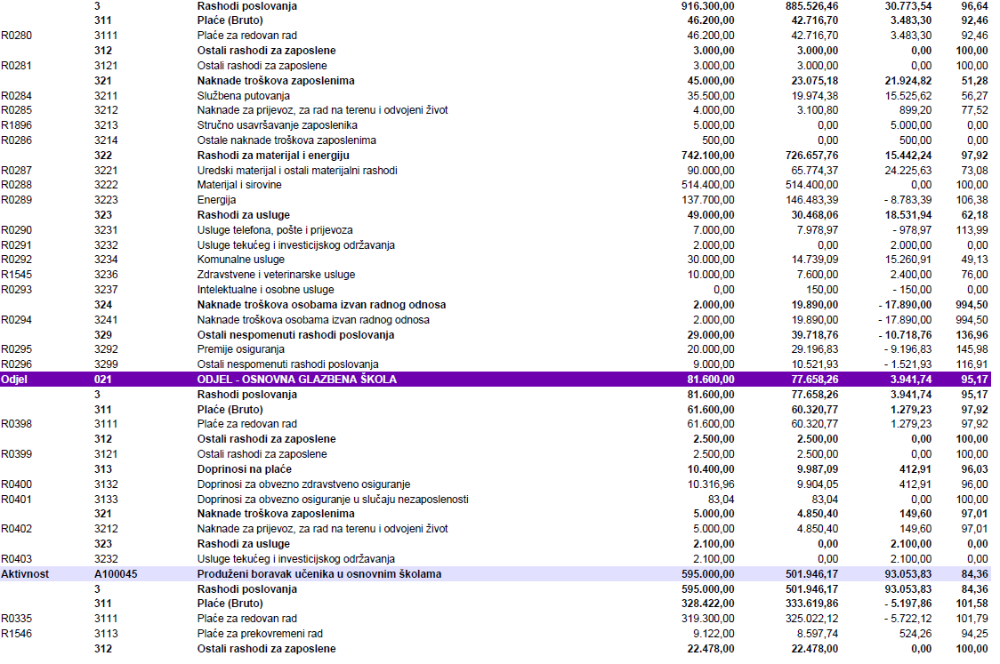 3 Rashodi poslovanja 916.300,00 885.526,46 30.773,54 96,64
311 Plaće (Bruto) 46.200,00 42.716,70 3.483,30 92,46
R0280 3111 Plaće za redovan rad 46.200,00 42.716,70 3.483,30 92,46
312 Ostali rashodi za zaposlene 3.000,00 3.000,00 0,00 100,00
R0281 3121 Ostali rashodi za zaposlene 3.000,00 3.000,00 0,00 100,00
321 Naknade troškova zaposlenima 45.000,00 23.075,18 21.924,82 51,28
R0284 3211 Službena putovanja 35.500,00 19.974,38 15.525,62 56,27
R0285 3212 Naknade za prijevoz, za rad na terenu i odvojeni život 4.000,00 3.100,80 899,20 77,52
R1896 3213 Stručno usavršavanje zaposlenika 5.000,00 0,00 5.000,00 0,00
R0286 3214 Ostale naknade troškova zaposlenima 500,00 0,00 500,00 0,00
322 Rashodi za materijal i energiju 742.100,00 726.657,76 15.442,24 97,92
R0287 3221 Uredski materijal i ostali materijalni rashodi 90.000,00 65.774,37 24.225,63 73,08
R0288 3222 Materijal i sirovine 514.400,00 514.400,00 0,00 100,00
R0289 3223 Energija 137.700,00 146.483,39 - 8.783,39 106,38
323 Rashodi za usluge 49.000,00 30.468,06 18.531,94 62,18
R0290 3231 Usluge telefona, pošte i prijevoza 7.000,00 7.978,97 - 978,97 113,99
R0291 3232 Usluge tekućeg i investicijskog održavanja 2.000,00 0,00 2.000,00 0,00
R0292 3234 Komunalne usluge 30.000,00 14.739,09 15.260,91 49,13
R1545 3236 Zdravstvene i veterinarske usluge 10.000,00 7.600,00 2.400,00 76,00
R0293 3237 Intelektualne i osobne usluge 0,00 150,00 - 150,00 0,00
324 Naknade troškova osobama izvan radnog odnosa 2.000,00 19.890,00 - 17.890,00 994,50
R0294 3241 Naknade troškova osobama izvan radnog odnosa 2.000,00 19.890,00 - 17.890,00 994,50
329 Ostali nespomenuti rashodi poslovanja 29.000,00 39.718,76 - 10.718,76 136,96
R0295 3292 Premije osiguranja 20.000,00 29.196,83 - 9.196,83 145,98
R0296 3299 Ostali nespomenuti rashodi poslovanja 9.000,00 10.521,93 - 1.521,93 116,91
Odjel 021 ODJEL - OSNOVNA GLAZBENA ŠKOLA 81.600,00 77.658,26 3.941,74 95,17
3 Rashodi poslovanja 81.600,00 77.658,26 3.941,74 95,17
311 Plaće (Bruto) 61.600,00 60.320,77 1.279,23 97,92
R0398 3111 Plaće za redovan rad 61.600,00 60.320,77 1.279,23 97,92
312 Ostali rashodi za zaposlene 2.500,00 2.500,00 0,00 100,00
R0399 3121 Ostali rashodi za zaposlene 2.500,00 2.500,00 0,00 100,00
313 Doprinosi na plaće 10.400,00 9.987,09 412,91 96,03
R0400 3132 Doprinosi za obvezno zdravstveno osiguranje 10.316,96 9.904,05 412,91 96,00
R0401 3133 Doprinosi za obvezno osiguranje u slučaju nezaposlenosti 83,04 83,04 0,00 100,00
321 Naknade troškova zaposlenima 5.000,00 4.850,40 149,60 97,01
R0402 3212 Naknade za prijevoz, za rad na terenu i odvojeni život 5.000,00 4.850,40 149,60 97,01
323 Rashodi za usluge 2.100,00 0,00 2.100,00 0,00
R0403 3232 Usluge tekućeg i investicijskog održavanja 2.100,00 0,00 2.100,00 0,00
Aktivnost A100045 Produženi boravak učenika u osnovnim školama 595.000,00 501.946,17 93.053,83 84,36
3 Rashodi poslovanja 595.000,00 501.946,17 93.053,83 84,36
311 Plaće (Bruto) 328.422,00 333.619,86 - 5.197,86 101,58
R0335 3111 Plaće za redovan rad 319.300,00 325.022,12 - 5.722,12 101,79
R1546 3113 Plaće za prekovremeni rad 9.122,00 8.597,74 524,26 94,25
312 Ostali rashodi za zaposlene 22.478,00 22.478,00 0,00 100,00